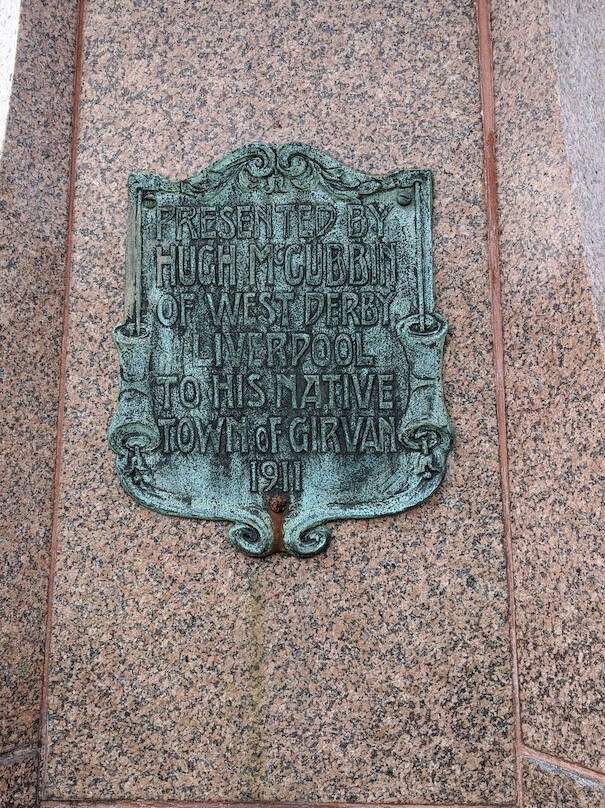 PRESENTED BY
HUGH McCUBBIN
OF WEST DERBY
LIVERPOOL
TO HIS NATIVE
TOWN OF GIRVAN
1911